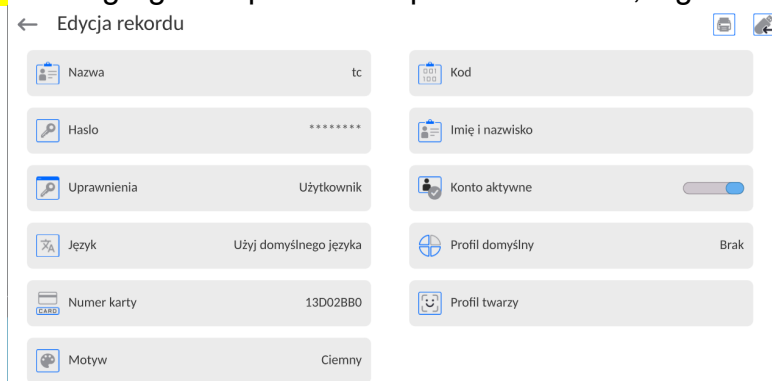 Edycja rekordu
Nazwa tc
Kod
Haslo ********
Imię i nazwisko
Uprawnienia Użytkownik
Konto aktywne
Język Użyj domyślnego języka
Profil domyślny Brak
Numer karty 13D02BB0
Profil twarzy
Motyw Ciemny